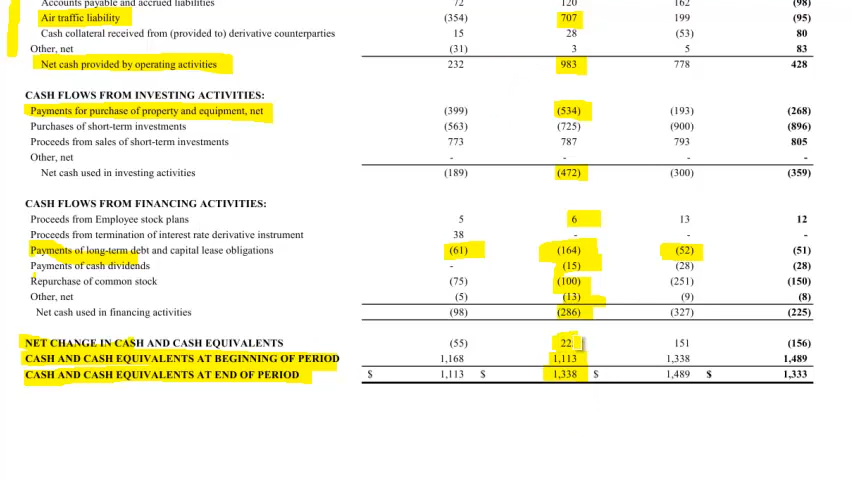 Accounts payable and accrued liabilities 72 120 162 (98)
Air traffic liability (354) 707 199 (95)
Cash collateral received from (provided to) derivative counterparties 15 28 (53) 80
Other, net (31) 3 5 83
Net cash provided by operating activities 232 983 778 428
CASH FLOWS FROM INVESTING ACTIVITIES:
Payments for purchase of property and equipment, net (399) (534) (193) (268)
Purchases of short-term investments (563) (725) (900) (896)
Proceeds from sales of short-term investments 773 787 793 805
Other, net - - - -
Net cash used in investing activities (189) (472) (300) (359)
CASH FLOWS FROM FINANCING ACTIVITIES:
Proceeds from Employee stock plans 5 6 13 12
Proceeds from termination of interest rate derivative instrument 38 - - -
Payments of long-term debt and capital lease obligations (61) (164) (52) (51)
Payments of cash dividends - (15) (28) (28)
Repurchase of common stock (75) (100) (251) (150)
Other, net (5) (13) (9) (8)
Net cash used in financing activities (98) (286) (327) (225)
NET CHANGE IN CASH AND CASH EQUIVALENTS (55) 151 (156)
CASH AND CASH EQUIVALENTS AT BEGINNING OF PERIOD 1,168 1,113 1,338 1,489
CASH AND CASH EQUIVALENTS AT END OF PERIOD $ 1,113 $ 1,338 $ 1,489 $ 1,333